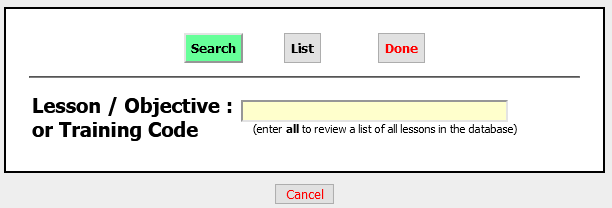 Search List Done
Lesson / Objective :
or Training Code
(enter all to review a list of all lessons in the database)
Cancel